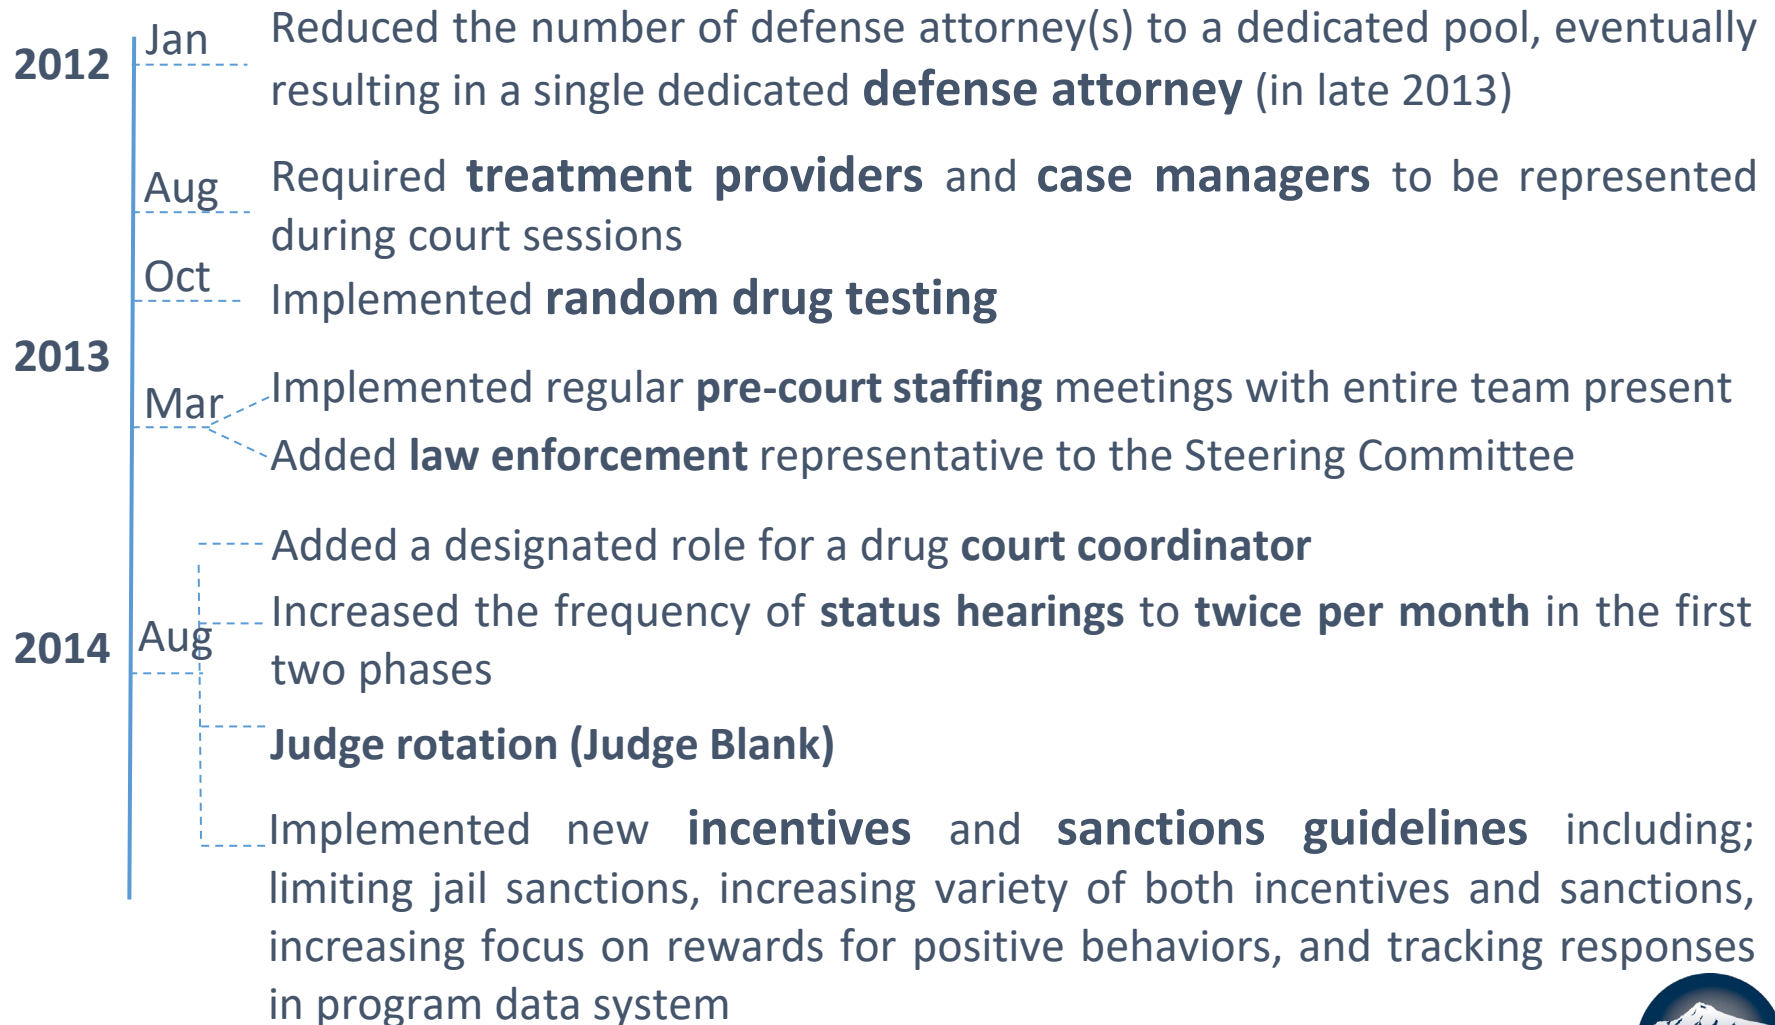 2012
Jan
Reduced the number of defense attorney(s) to a dedicated pool, eventually
resulting in a single dedicated defense attorney (in late 2013)
Aug
Required treatment providers and case managers to be represented
during court sessions
Oct
Implemented random drug testing
2013
Mar
Implemented regular pre-court staffing meetings with entire team present
Added law enforcement representative to the Steering Committee
2014
Aug
Added a designated role for a drug court coordinator
Increased the frequency of status hearings to twice per month in the first
two phases
Judge rotation (Judge Blank)
Implemented new incentives and sanctions guidelines including;
limiting jail sanctions, increasing variety of both incentives and sanctions,
increasing focus on rewards for positive behaviors, and tracking responses
in program data system